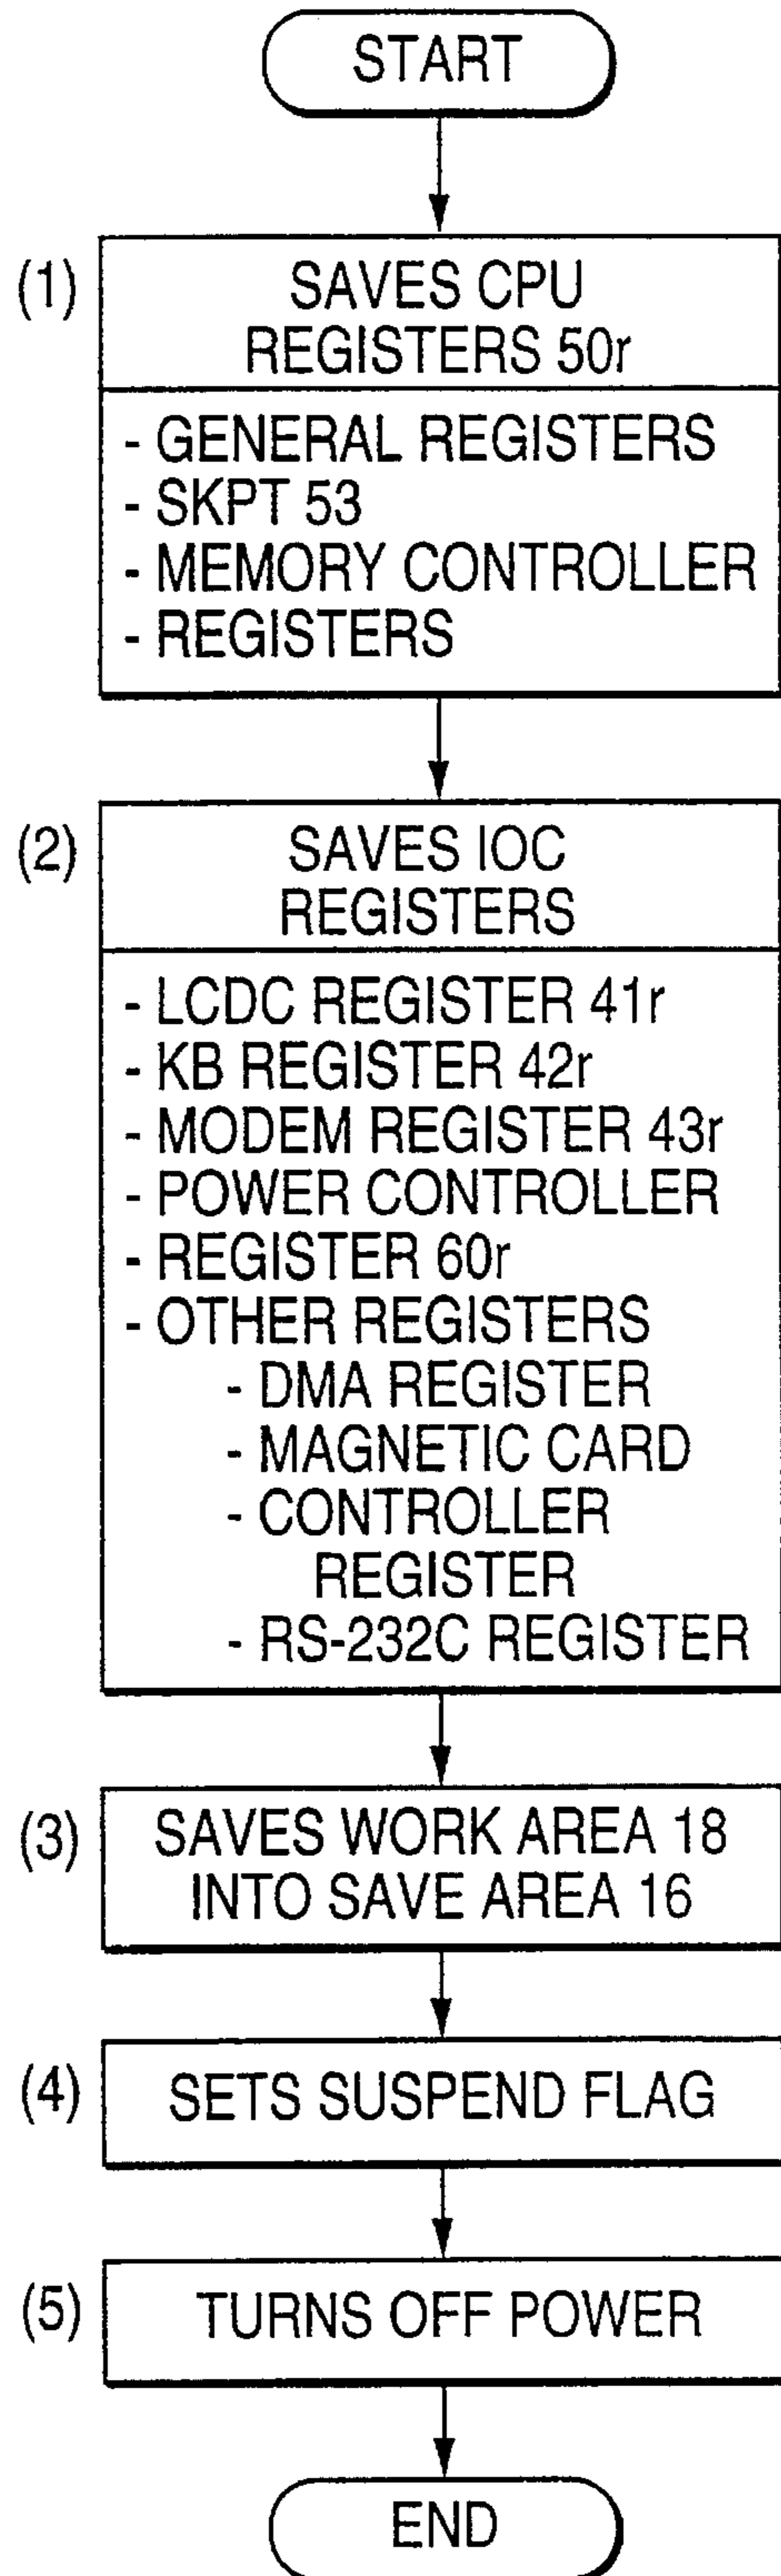 START
(1)
SAVES CPU
REGISTERS 50r
- GENERAL REGISTERS
- SKPT 53
- MEMORY CONTROLLER
- REGISTERS
(2)
SAVES IOC
REGISTERS
- LCDC REGISTER 41r
- KB REGISTER 42r
- MODEM REGISTER 43r
- POWER CONTROLLER
- REGISTER 60r
- OTHER REGISTERS
- DMA REGISTER
- MAGNETIC CARD
- CONTROLLER
REGISTER
- RS-232C REGISTER
(3)
SAVES WORK AREA 18
INTO SAVE AREA 16
(4)
SETS SUSPEND FLAG
(5)
TURNS OFF POWER
END